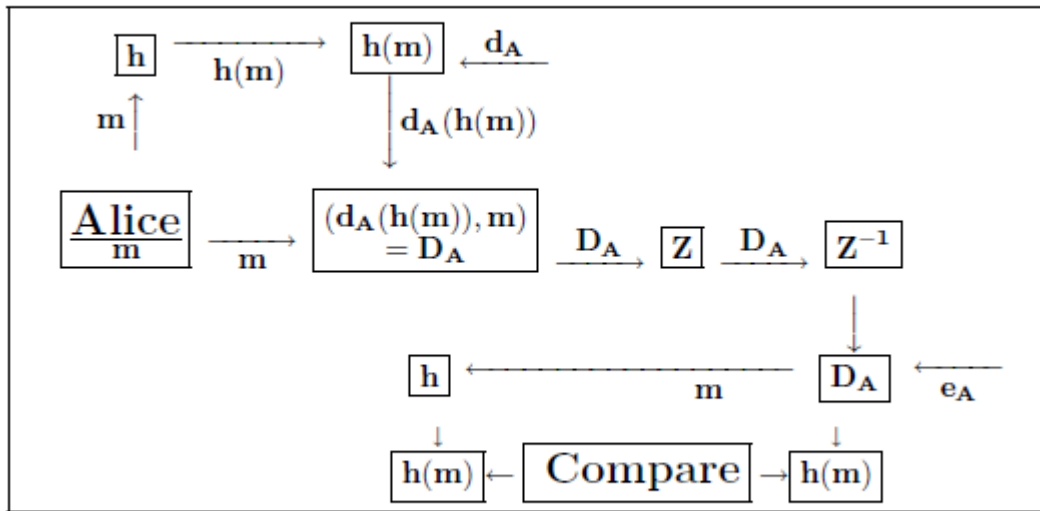 h h(m) d_A
h(m)
m d_A(h(m))
Alice (d_A(h(m)), m)
m m = D_A D_A Z D_A Z^{-1}
h m D_A e_A
h(m) Compare h(m)